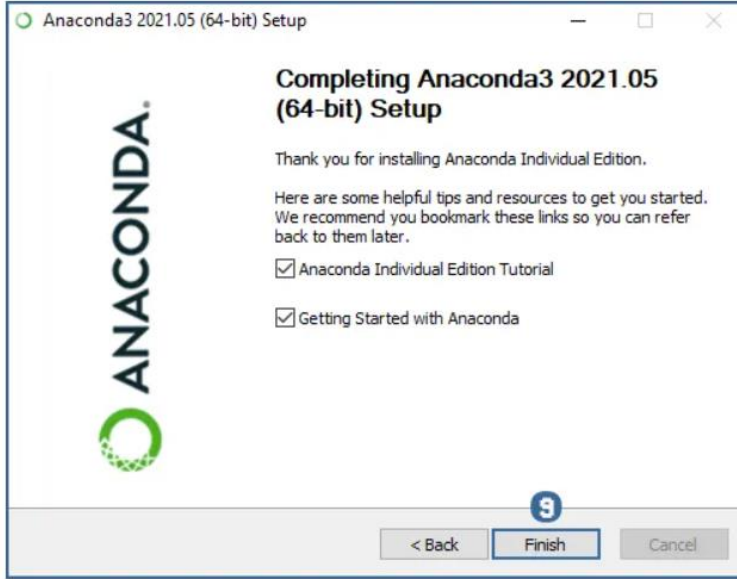 Anaconda3 2021.05 (64-bit) Setup
ANACONDA.
Completing Anaconda3 2021.05
(64-bit) Setup
Thank you for installing Anaconda Individual Edition.
Here are some helpful tips and resources to get you started.
We recommend you bookmark these links so you can refer
back to them later.
Anaconda Individual Edition Tutorial
Getting Started with Anaconda
9
< Back Finish Cancel